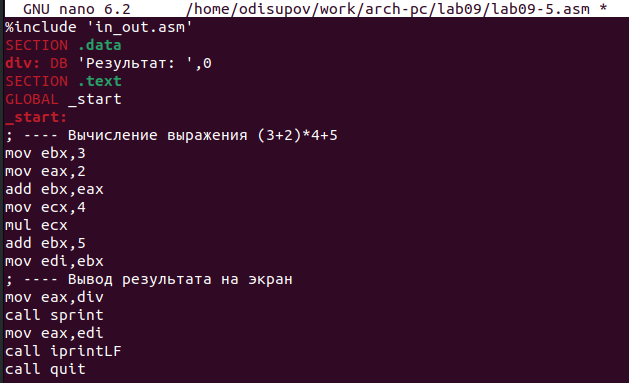 GNU nano 6.2 /home/odisupov/work/arch-pc/lab09/lab09-5.asm *
%include 'in_out.asm'
SECTION .data
div: DB 'Результат: ',0
SECTION .text
GLOBAL _start
_start:
; ---- Вычисление выражения (3+2)*4+5
mov ebx,3
mov eax,2
add ebx,eax
mov ecx,4
mul ecx
add ebx,5
mov edi,ebx
; ---- Вывод результата на экран
mov eax,div
call sprint
mov eax,edi
call iprintLF
call quit